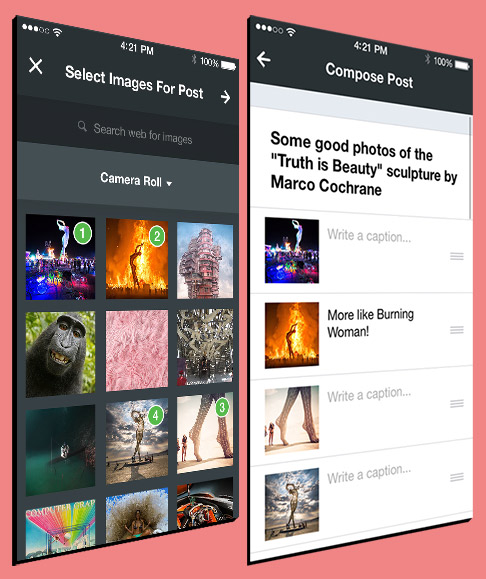 4:21 PM
100%
Select Images For Post
Search web for images
Camera Roll
1
2
4
3
COMPUTER GRAP
4:21 PM
100%
Compose Post
Some good photos of the
"Truth is Beauty" sculpture by
Marco Cochrane
Write a caption...
More like Burning
Woman!
Write a caption...
Write a caption...